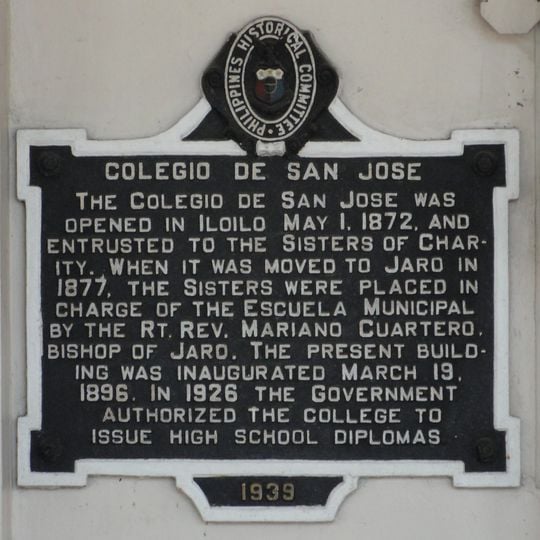 PHILIPPINES HISTORICAL COMMITTEE
COLEGIO DE SAN JOSE
THE COLEGIO DE SAN JOSE WAS
OPENED IN ILOILO MAY 1, 1872, AND
ENTRUSTED TO THE SISTERS OF CHAR-
ITY. WHEN IT WAS MOVED TO JARO IN
1877, THE SISTERS WERE PLACED IN
CHARGE OF THE ESCUELA MUNICIPAL
BY THE RT. REV. MARIANO CUARTERO,
BISHOP OF JARO. THE PRESENT BUILD-
ING WAS INAUGURATED MARCH 19,
1896. IN 1926 THE GOVERNMENT
AUTHORIZED THE COLLEGE TO
ISSUE HIGH SCHOOL DIPLOMAS
1939